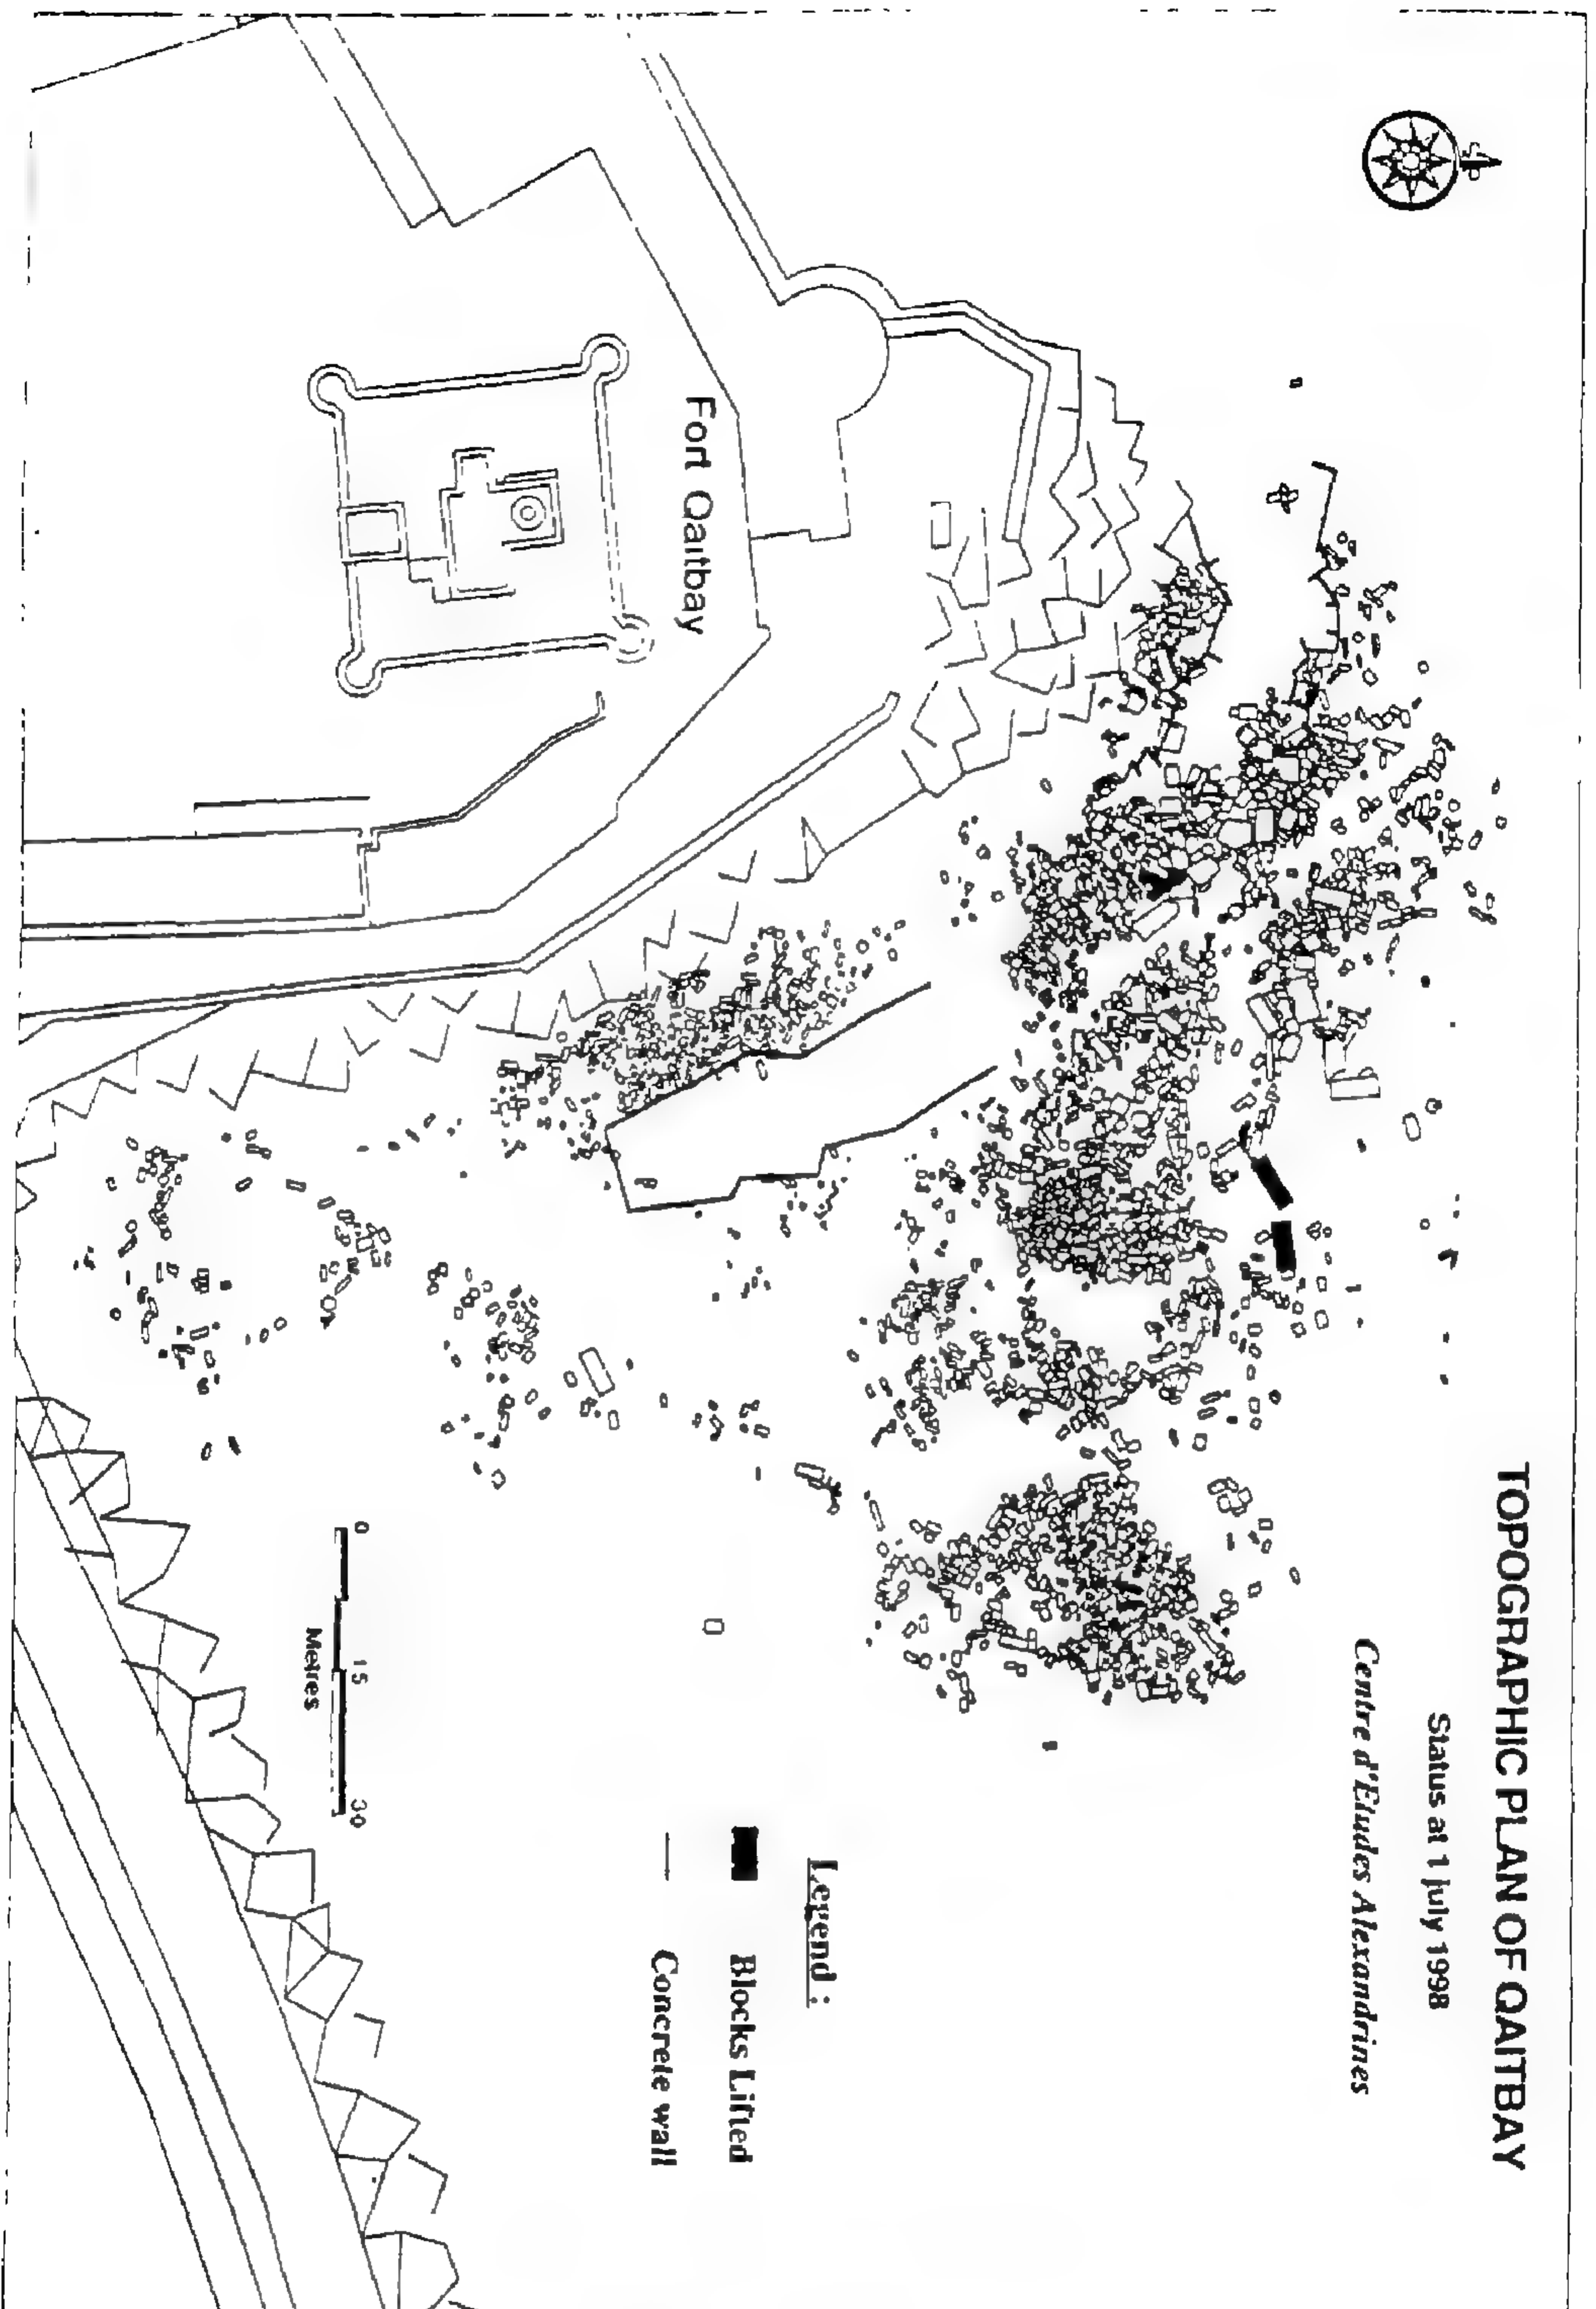 TOPOGRAPHIC PLAN OF QAITBAY
Status at 1 july 1998
Centre d'Etudes Alexandrines
Fort Qaitbay
Legend :
Blocks Lifted
Concrete wall
0 15 30
Metres